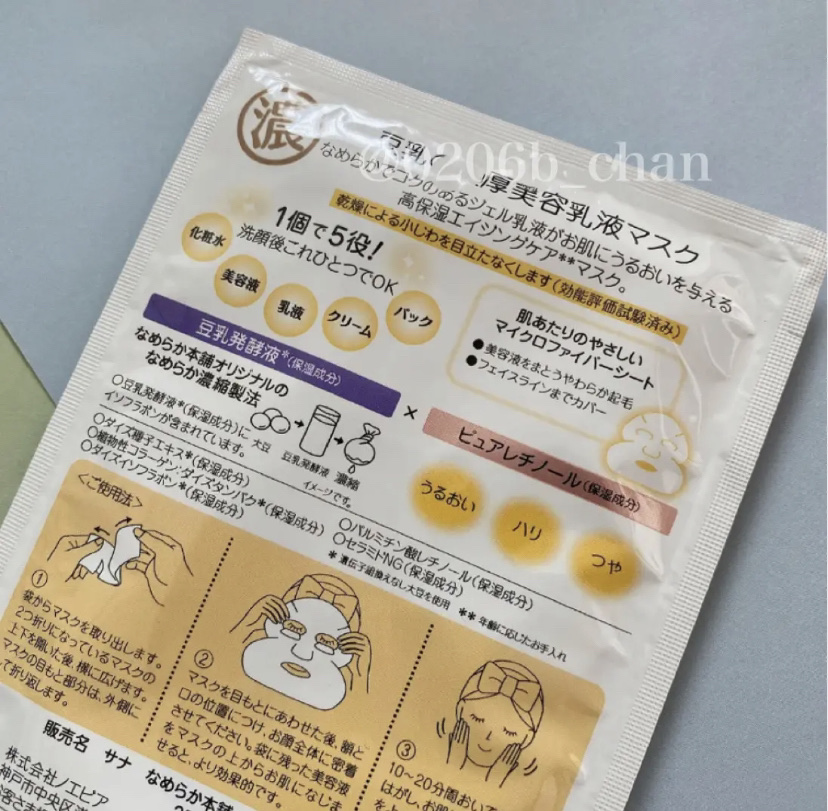 濃
豆乳
@o206b_chan
濃厚美容乳液マスク
なめらかでコクのあるジェル乳液がお肌にうるおいを与える
高保湿エイジングケア**マスク。
乾燥による小じわを目立たなくします(効能評価試験済み)
1個で5役!
洗顔後これひとつでOK
化粧水
美容液
乳液
クリーム
パック
肌あたりのやさしい
マイクロファイバーシート
●美容液をまとうやわらか起毛
●フェイスラインまでカバー
豆乳発酵液*(保湿成分)
×
ピュアレチノール(保湿成分)
なめらか本舗オリジナルの
なめらか濃縮製法
○豆乳発酵液*(保湿成分)に
イソフラボンが含まれています。
大豆
豆乳発酵液
濃縮
イメージです。
うるおい
ハリ
つや
○ダイズ種子エキス*(保湿成分)
○植物性コラーゲン:ダイズタンパク*(保湿成分)
○ダイズイソフラボン*(保湿成分)
○パルミチン酸レチノール(保湿成分)
○セラミドNG(保湿成分)
* 遺伝子組換えなし大豆を使用 ** 年齢に応じたお手入れ
〈ご使用法〉
①
袋からマスクを取り出します。
2つ折りになっているマスクの
上下を開いた後、横に広げます。
マスクの目もと部分は、外側に
て折り返します。
②
マスクを目もとにあわせた後、額と
口の位置につけ、お顔全体に密着
させてください。袋に残った美容液
をマスクの上からお肌になじま
せると、より効果的です。
③
10~20分間おいて
はがし、お肌
販売名 サナ なめらか本舗
株式会社ノエビア
神戸市中央区